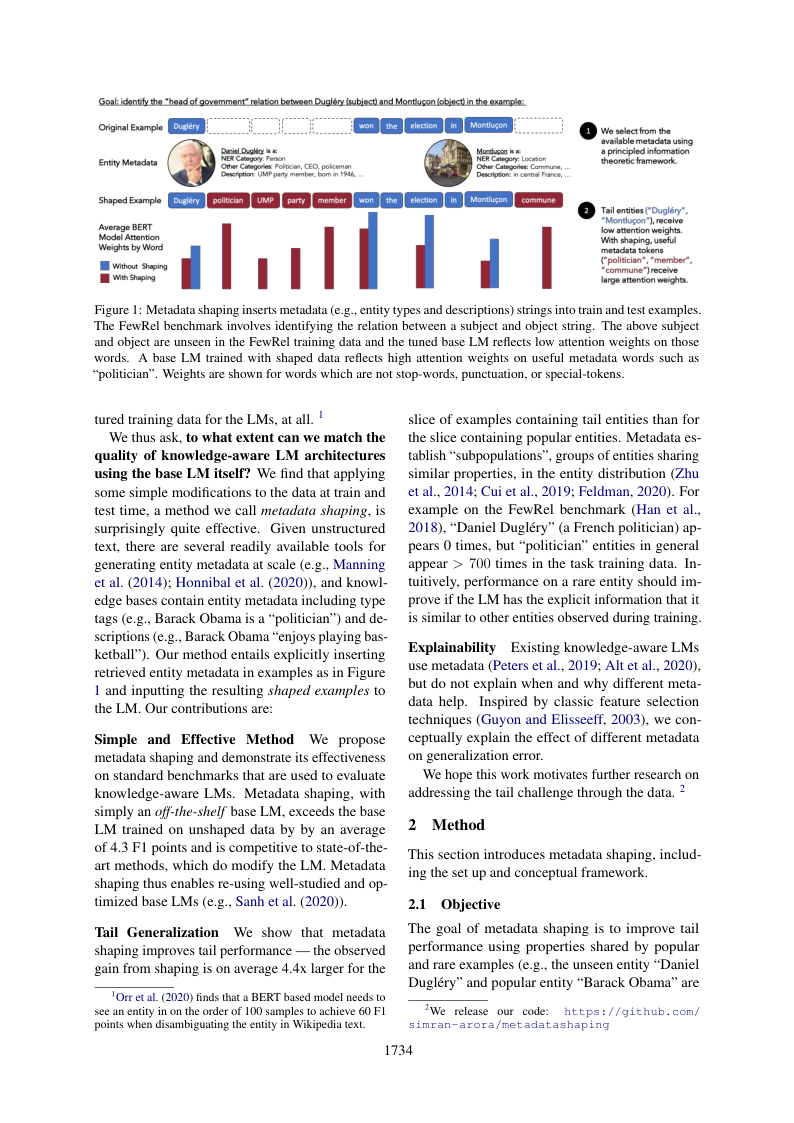 Goal: identify the "head of government" relation between Dugléry (subject) and Montluçon (object) in the example:
Original Example
Dugléry won the election in Montluçon
Entity Metadata
Daniel Dugléry is a:
NER Category: Person
Other Categories: Politician, CEO, policeman
Description: UMP party member, born in 1946, …
Montluçon is a:
NER Category: Location
Other Categories: Commune, …
Description: in central France, …
Shaped Example
Dugléry politician UMP party member won the election in Montluçon commune
Average BERT
Model Attention
Weights by Word
Without Shaping
With Shaping
1
We select from the
available metadata using
a principled information
theoretic framework.
2
Tail entities ("Dugléry",
"Montluçon"), receive
low attention weights.
With shaping, useful
metadata tokens
("politician", "member",
"commune") receive
large attention weights.
Figure 1: Metadata shaping inserts metadata (e.g., entity types and descriptions) strings into train and test examples.
The FewRel benchmark involves identifying the relation between a subject and object string. The above subject
and object are unseen in the FewRel training data and the tuned base LM reflects low attention weights on those
words. A base LM trained with shaped data reflects high attention weights on useful metadata words such as
“politician”. Weights are shown for words which are not stop-words, punctuation, or special-tokens.
tured training data for the LMs, at all. 1
We thus ask, to what extent can we match the
quality of knowledge-aware LM architectures
using the base LM itself? We find that applying
some simple modifications to the data at train and
test time, a method we call metadata shaping, is
surprisingly quite effective. Given unstructured
text, there are several readily available tools for
generating entity metadata at scale (e.g., Manning
et al. (2014); Honnibal et al. (2020)), and knowl-
edge bases contain entity metadata including type
tags (e.g., Barack Obama is a “politician”) and de-
scriptions (e.g., Barack Obama “enjoys playing bas-
ketball”). Our method entails explicitly inserting
retrieved entity metadata in examples as in Figure
1 and inputting the resulting shaped examples to
the LM. Our contributions are:
Simple and Effective Method We propose
metadata shaping and demonstrate its effectiveness
on standard benchmarks that are used to evaluate
knowledge-aware LMs. Metadata shaping, with
simply an off-the-shelf base LM, exceeds the base
LM trained on unshaped data by by an average
of 4.3 F1 points and is competitive to state-of-the-
art methods, which do modify the LM. Metadata
shaping thus enables re-using well-studied and op-
timized base LMs (e.g., Sanh et al. (2020)).
Tail Generalization We show that metadata
shaping improves tail performance — the observed
gain from shaping is on average 4.4x larger for the
1Orr et al. (2020) finds that a BERT based model needs to
see an entity in on the order of 100 samples to achieve 60 F1
points when disambiguating the entity in Wikipedia text.
slice of examples containing tail entities than for
the slice containing popular entities. Metadata es-
tablish “subpopulations”, groups of entities sharing
similar properties, in the entity distribution (Zhu
et al., 2014; Cui et al., 2019; Feldman, 2020). For
example on the FewRel benchmark (Han et al.,
2018), “Daniel Dugléry” (a French politician) ap-
pears 0 times, but “politician” entities in general
appear > 700 times in the task training data. In-
tuitively, performance on a rare entity should im-
prove if the LM has the explicit information that it
is similar to other entities observed during training.
Explainability Existing knowledge-aware LMs
use metadata (Peters et al., 2019; Alt et al., 2020),
but do not explain when and why different meta-
data help. Inspired by classic feature selection
techniques (Guyon and Elisseeff, 2003), we con-
ceptually explain the effect of different metadata
on generalization error.
We hope this work motivates further research on
addressing the tail challenge through the data. 2
2 Method
This section introduces metadata shaping, includ-
ing the set up and conceptual framework.
2.1 Objective
The goal of metadata shaping is to improve tail
performance using properties shared by popular
and rare examples (e.g., the unseen entity “Daniel
Dugléry” and popular entity “Barack Obama” are
2We release our code: https://github.com/
simran-arora/metadatashaping
1734